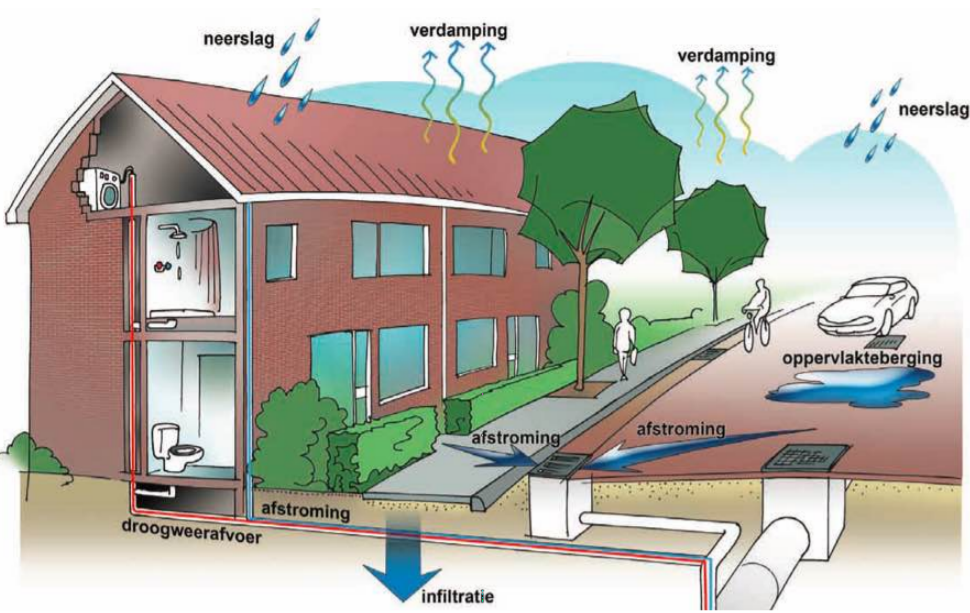 neerslag
verdamping
verdamping
neerslag
oppervlakteberging
afstroming
afstroming
afstroming
droogweerafvoer
infiltratie